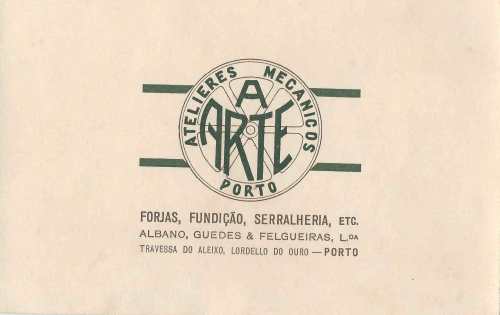 ATELIERES MECANICOS
A
ARTE
PORTO
FORJAS, FUNDIÇÃO, SERRALHERIA, ETC.
ALBANO, GUEDES & FELGUEIRAS, L.DA
TRAVESSA DO ALEIXO, LORDELLO DO OURO — PORTO